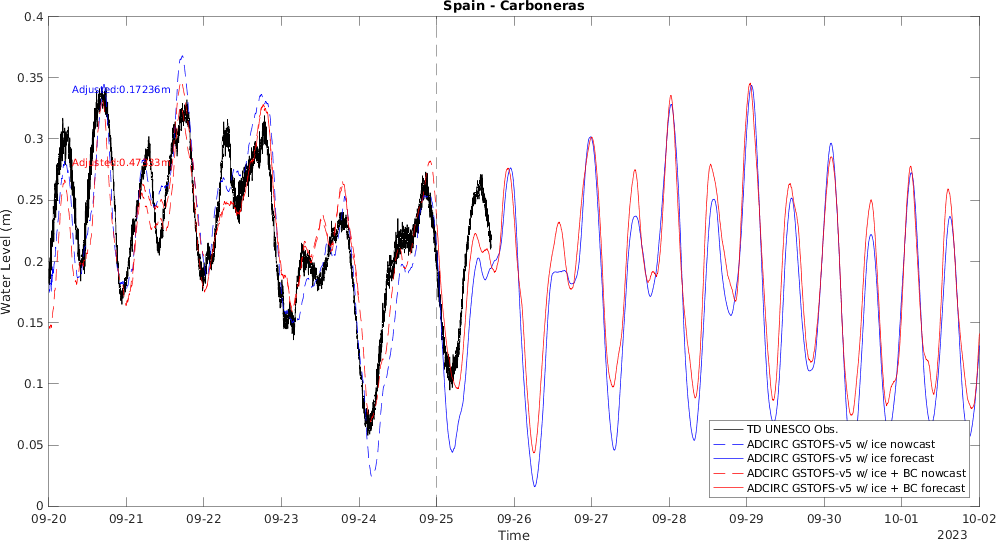 Spain - Carboneras
0.4
0.35
0.3
0.25
0.2
0.15
0.1
0.05
0
Water Level (m)
Adjusted:0.17236m
TD UNESCO Obs.
ADCIRC GSTOFS-v5 w/ ice nowcast
ADCIRC GSTOFS-v5 w/ ice forecast
ADCIRC GSTOFS-v5 w/ ice + BC nowcast
ADCIRC GSTOFS-v5 w/ ice + BC forecast
09-20 09-21 09-22 09-23 09-24 09-25 09-26 09-27 09-28 09-29 09-30 10-01 10-02
Time
2023